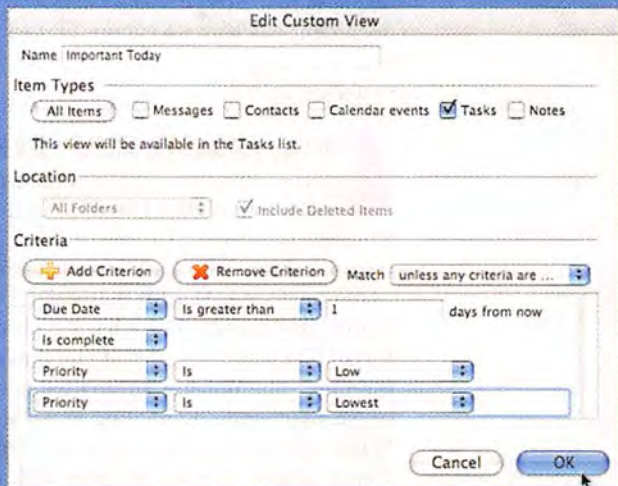 Edit Custom View
Name Important Today
Item Types
All Items Messages Contacts Calendar events Tasks Notes
This view will be available in the Tasks list.
Location
All Folders Include Deleted Items
Criteria
Add Criterion Remove Criterion Match unless any criteria are ...
Due Date Is greater than 1 days from now
Is complete
Priority Is Low
Priority Is Lowest
Cancel OK